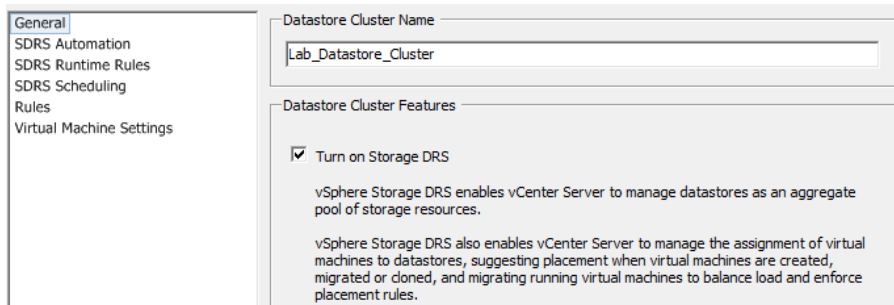 General
SDRS Automation
SDRS Runtime Rules
SDRS Scheduling
Rules
Virtual Machine Settings
Datastore Cluster Name
Lab_Datastore_Cluster
Datastore Cluster Features
Turn on Storage DRS
vSphere Storage DRS enables vCenter Server to manage datastores as an aggregate
pool of storage resources.
vSphere Storage DRS also enables vCenter Server to manage the assignment of virtual
machines to datastores, suggesting placement when virtual machines are created,
migrated or cloned, and migrating running virtual machines to balance load and enforce
placement rules.